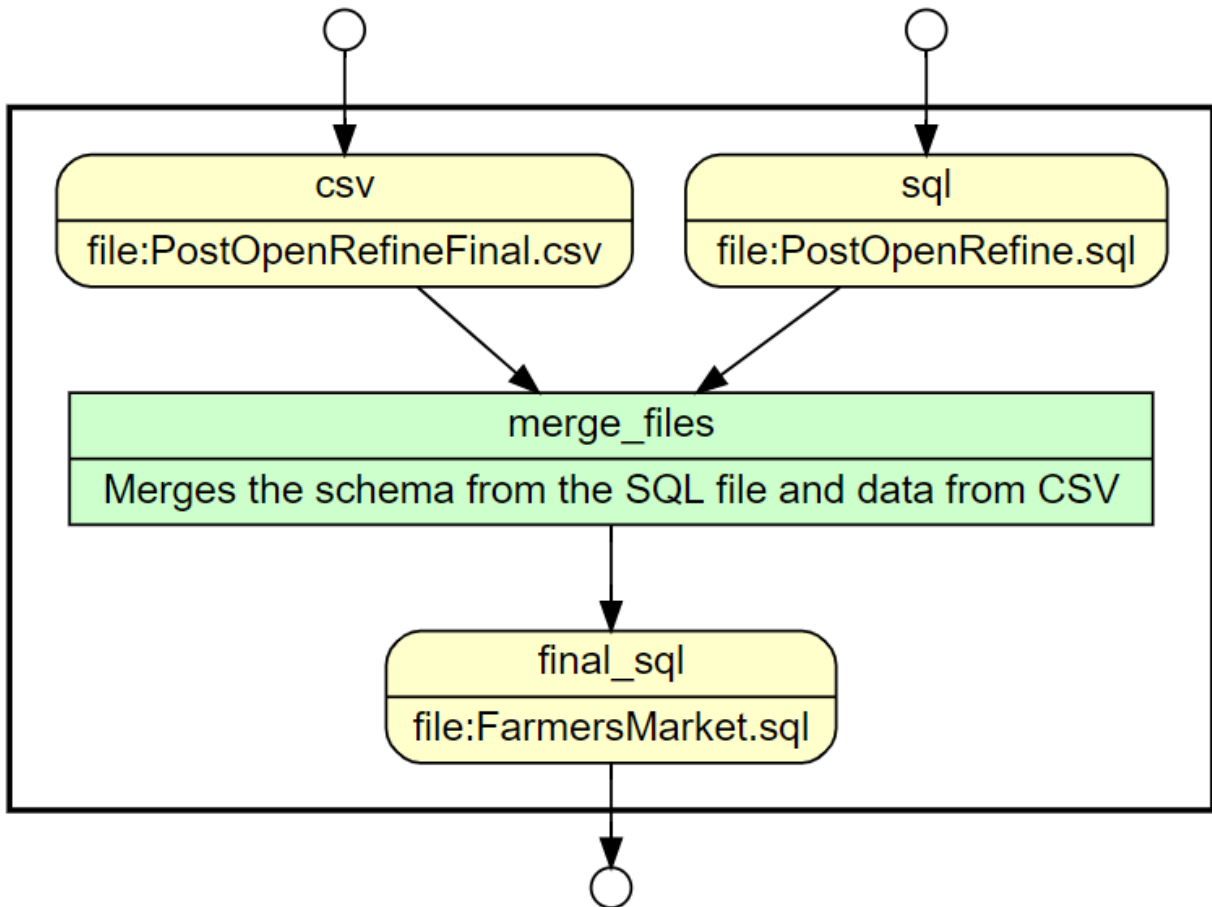 csv
file:PostOpenRefineFinal.csv
sql
file:PostOpenRefine.sql
merge_files
Merges the schema from the SQL file and data from CSV
final_sql
file:FarmersMarket.sql